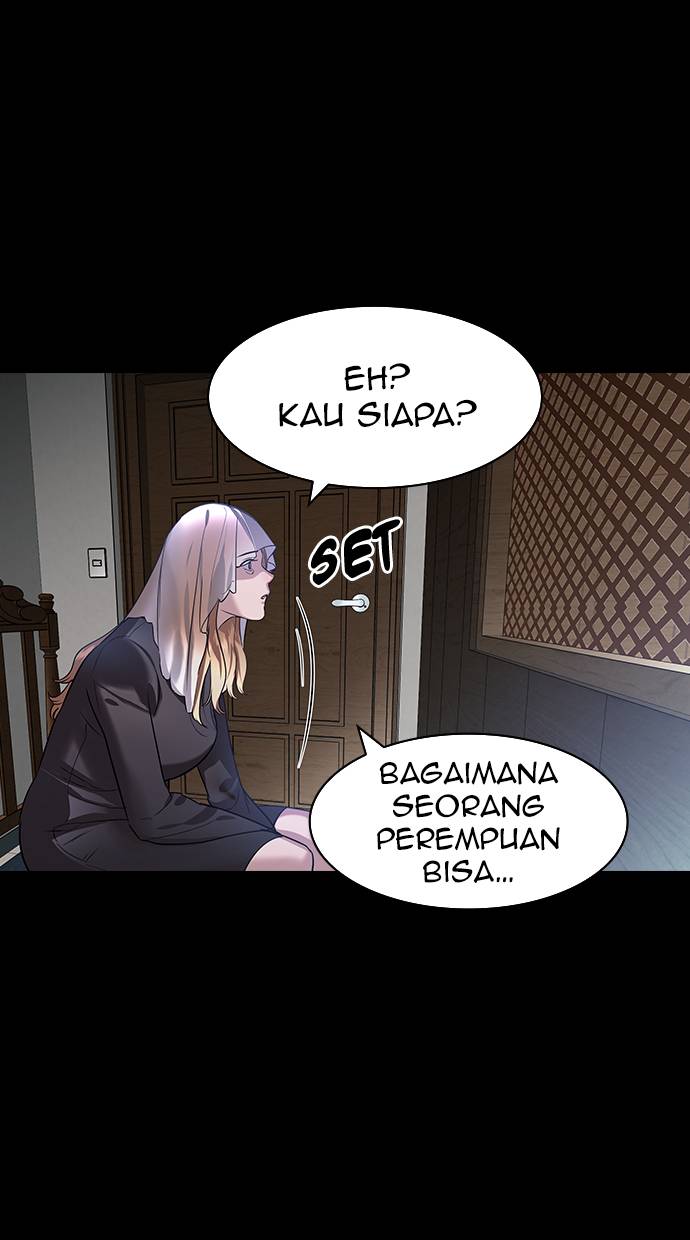 EH?
KAU SIAPA?
SET
BAGAIMANA
SEORANG
PEREMPUAN
BISA...